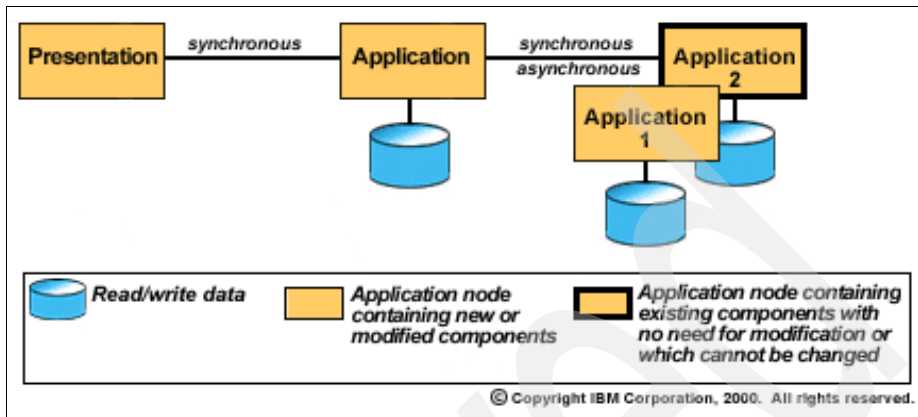 Presentation
synchronous
Application
synchronous
asynchronous
Application
2
Application
1
Read/write data
Application node
containing new or
modified components
Application node containing
existing components with
no need for modification or
which cannot be changed
© Copyright IBM Corporation, 2000. All rights reserved.